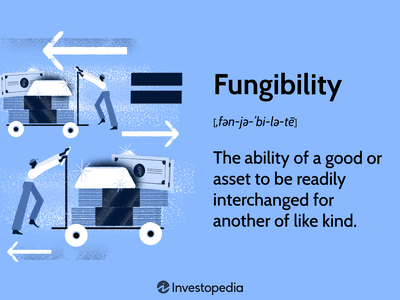 Fungibility
[ˌfən-jə-ˈbi-lə-tē]
The ability of a good or
asset to be readily
interchanged for
another of like kind.
Investopedia